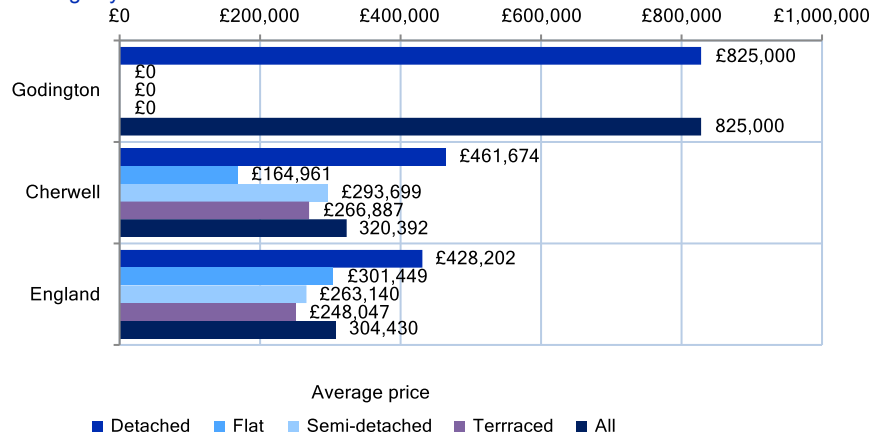 £0 £200,000 £400,000 £600,000 £800,000 £1,000,000
£825,000
£0
Godington £0
£0
825,000
£461,674
£164,961
Cherwell £293,699
£266,887
320,392
£428,202
£301,449
England £263,140
£248,047
304,430
Average price
Detached Flat Semi-detached Terrraced All